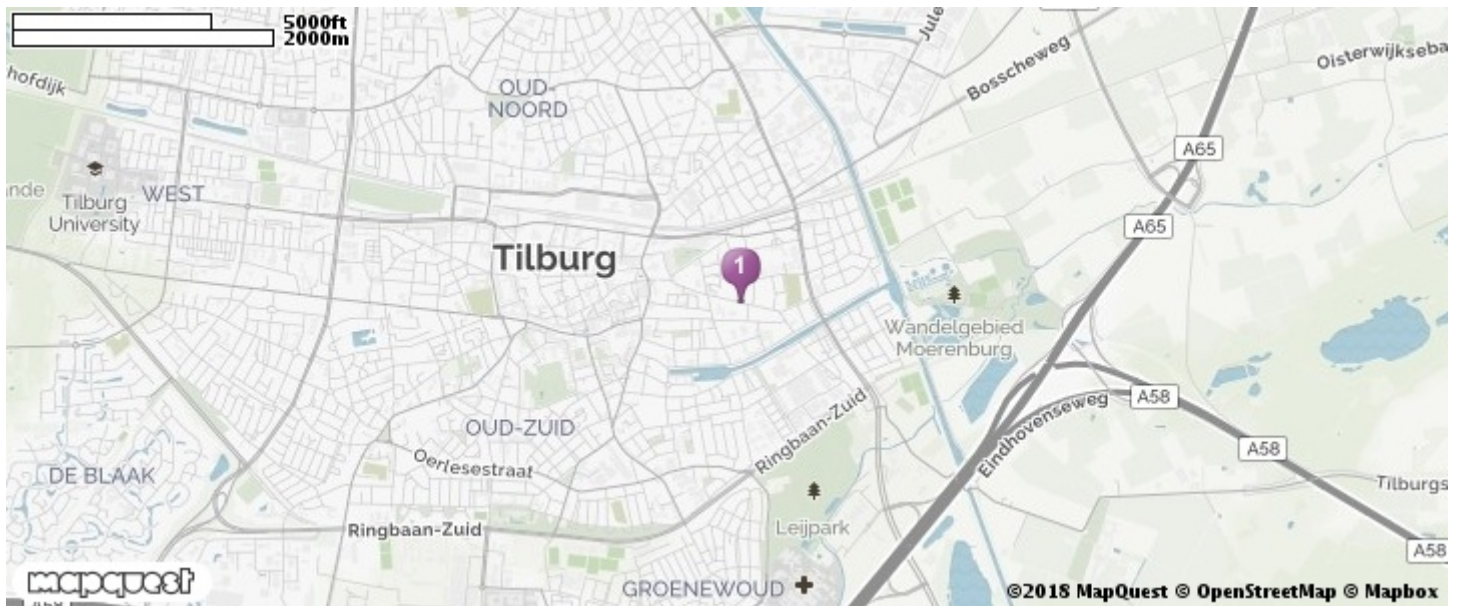 5000ft
2000m
hofdijk
OUD-
NOORD
Jule
Bosscheweg
Oisterwijkseba
A65
nde
Tilburg
University
WEST
A65
Tilburg
1
Wandelgebied
Moerenburg
A58
Eindhovenseweg
Ringbaan-Zuid
OUD-ZUID
A58
Oerlesestraat
DE BLAAK
Tilburgs
Leijpark
Ringbaan-Zuid
A58
mapquest
GROENEWOUD
©2018 MapQuest © OpenStreetMap © Mapbox